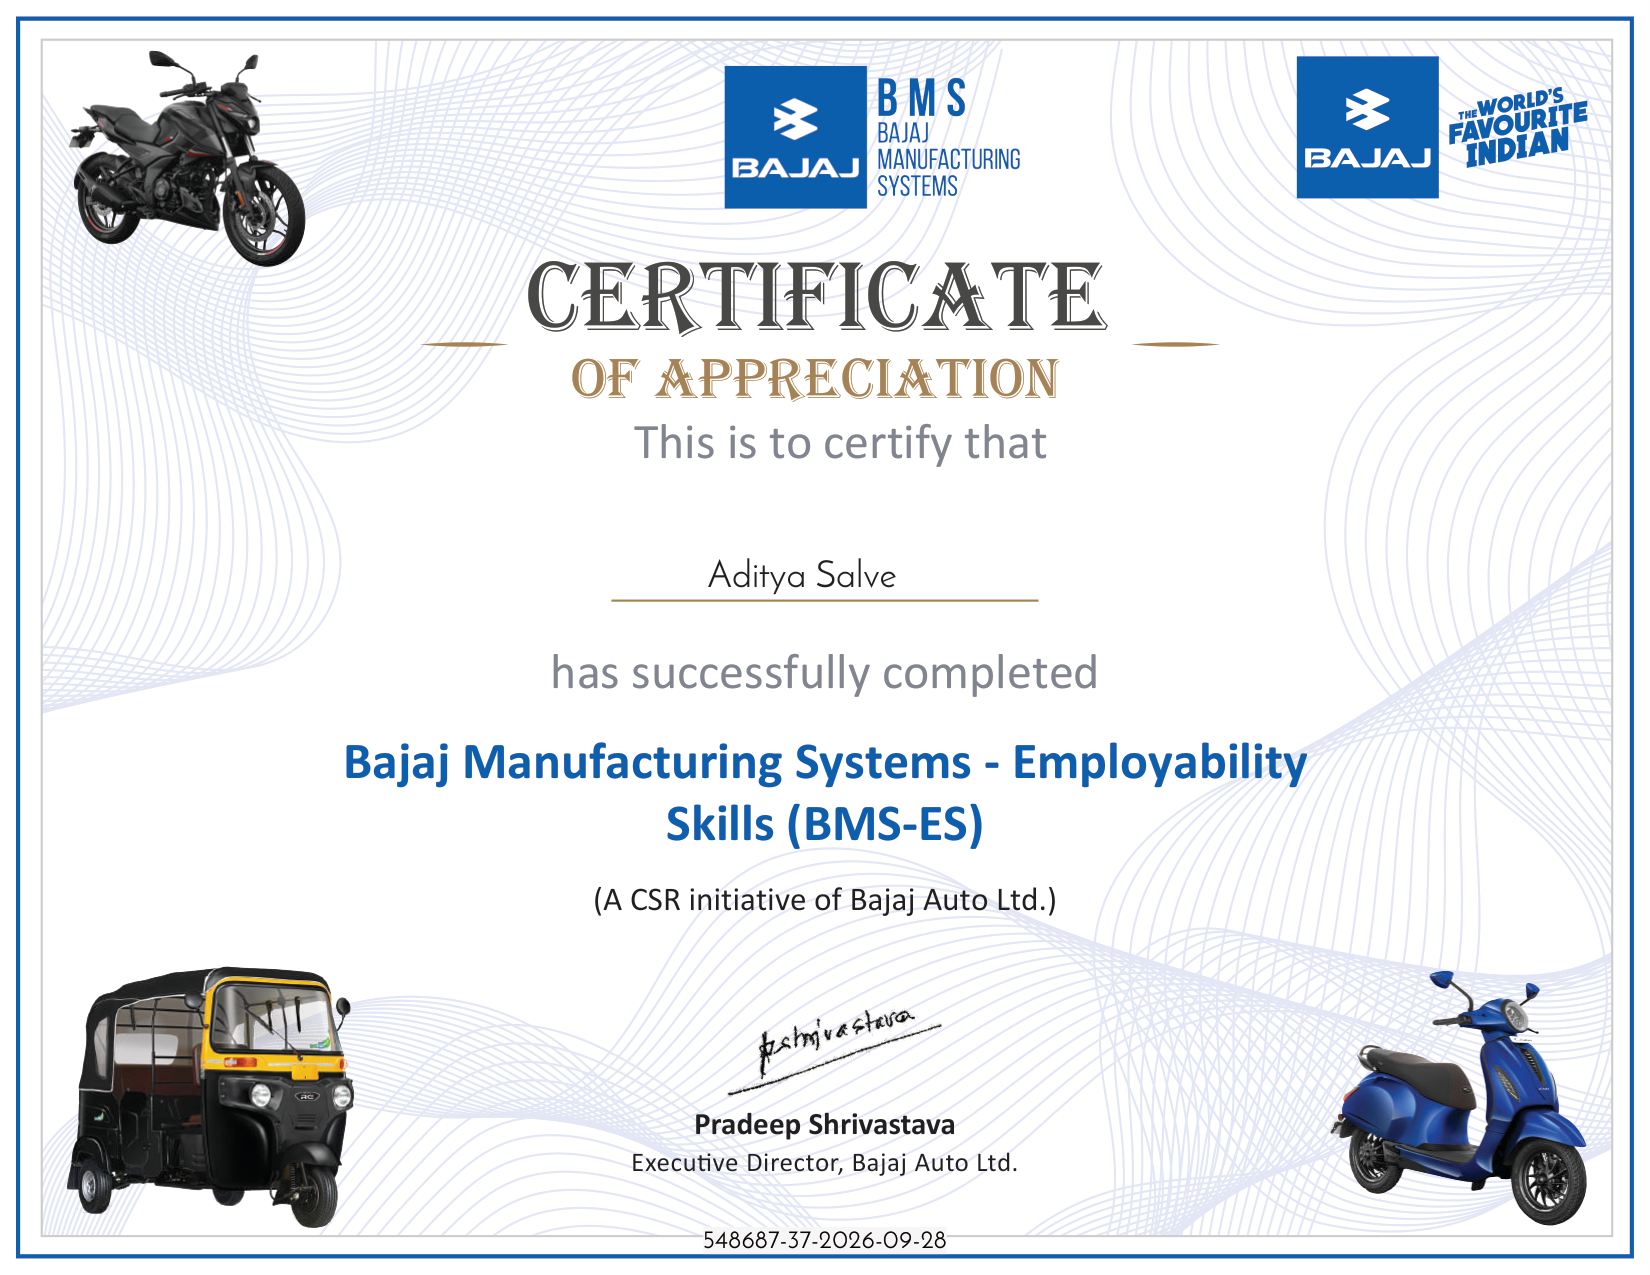 BAJAJ
BMS
BAJAJ
MANUFACTURING
SYSTEMS
BAJAJ
THE WORLD'S
FAVOURITE
INDIAN
CERTIFICATE
OF APPRECIATION
This is to certify that
Aditya Salve
has successfully completed
Bajaj Manufacturing Systems - Employability
Skills (BMS-ES)
(A CSR initiative of Bajaj Auto Ltd.)
Pradeep Shrivastava
Executive Director, Bajaj Auto Ltd.
RE
548687-37-2026-09-28